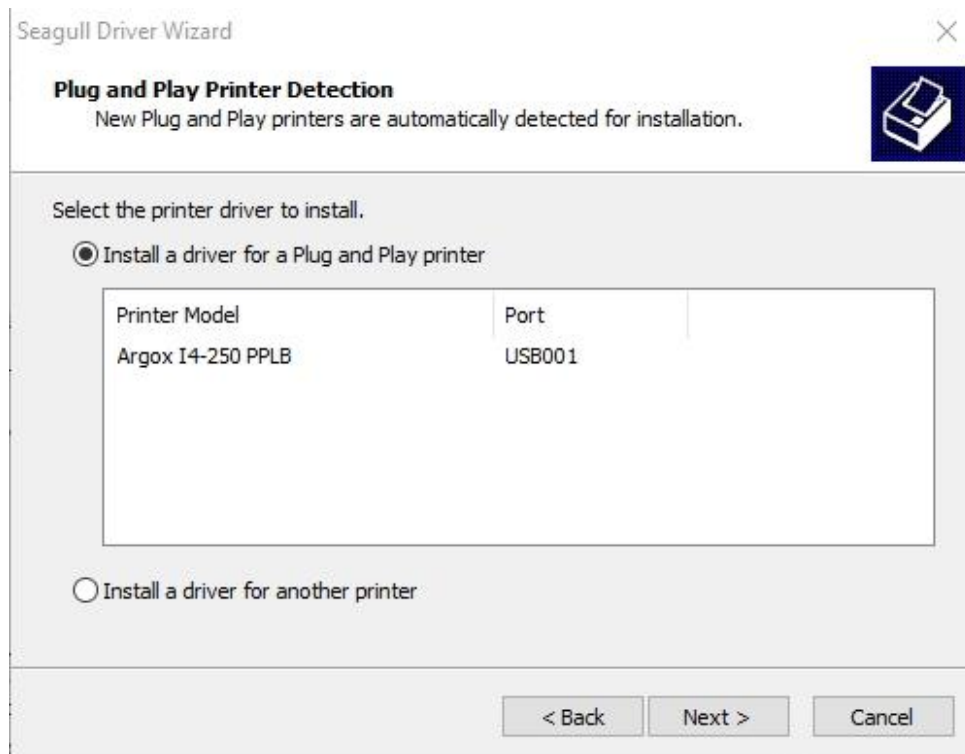 Seagull Driver Wizard
Plug and Play Printer Detection
New Plug and Play printers are automatically detected for installation.
Select the printer driver to install.
Install a driver for a Plug and Play printer
Printer Model Port
Argox I4-250 PPLB USB001
Install a driver for another printer
< Back Next > Cancel